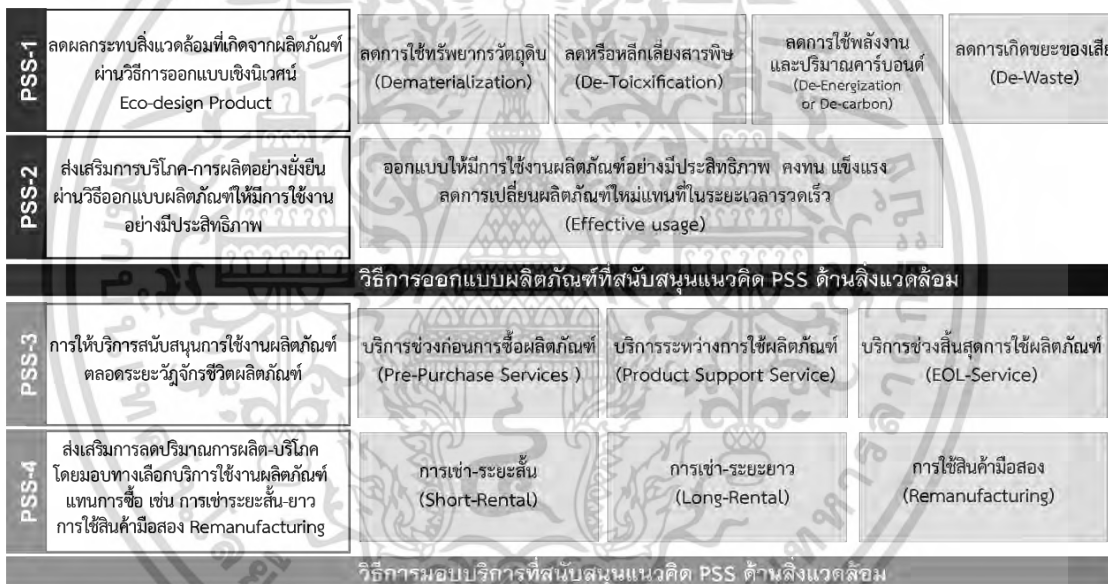 PSS-1
ลดผลกระทบสิ่งแวดล้อมที่เกิดจากผลิตภัณฑ์
ผ่านวิธีการออกแบบเชิงนิเวศน์
Eco-design Product
ลดการใช้ทรัพยากรวัตถุดิบ
(Dematerialization)
ลดหรือหลีกเลี่ยงสารพิษ
(De-Toicxification)
ลดการใช้พลังงาน
และปริมาณคาร์บอนด์
(De-Energization
or De-carbon)
ลดการเกิดขยะของเสีย
(De-Waste)
PSS-2
ส่งเสริมการบริโภค-การผลิตอย่างยั่งยืน
ผ่านวิธีออกแบบผลิตภัณฑ์ให้มีการใช้งาน
อย่างมีประสิทธิภาพ
ออกแบบให้มีการใช้งานผลิตภัณฑ์อย่างมีประสิทธิภาพ คงทน แข็งแรง
ลดการเปลี่ยนผลิตภัณฑ์ใหม่แทนที่ในระยะเวลารวดเร็ว
(Effective usage)
วิธีการออกแบบผลิตภัณฑ์ที่สนับสนุนแนวคิด PSS ด้านสิ่งแวดล้อม
PSS-3
การให้บริการสนับสนุนการใช้งานผลิตภัณฑ์
ตลอดระยะวัฎจักรชีวิตผลิตภัณฑ์
บริการช่วงก่อนการซื้อผลิตภัณฑ์
(Pre-Purchase Services )
บริการระหว่างการใช้ผลิตภัณฑ์
(Product Support Service)
บริการช่วงสิ้นสุดการใช้ผลิตภัณฑ์
(EOL-Service)
PSS-4
ส่งเสริมการลดปริมาณการผลิต-บริโภค
โดยมอบทางเลือกบริการใช้งานผลิตภัณฑ์
แทนการซื้อ เช่น การเช่าระยะสั้น-ยาว
การใช้สินค้ามือสอง Remanufacturing
การเช่า-ระยะสั้น
(Short-Rental)
การเช่า-ระยะยาว
(Long-Rental)
การใช้สินค้ามือสอง
(Remanufacturing)
วิธีการมอบบริการที่สนับสนุนแนวคิด PSS ด้านสิ่งแวดล้อม